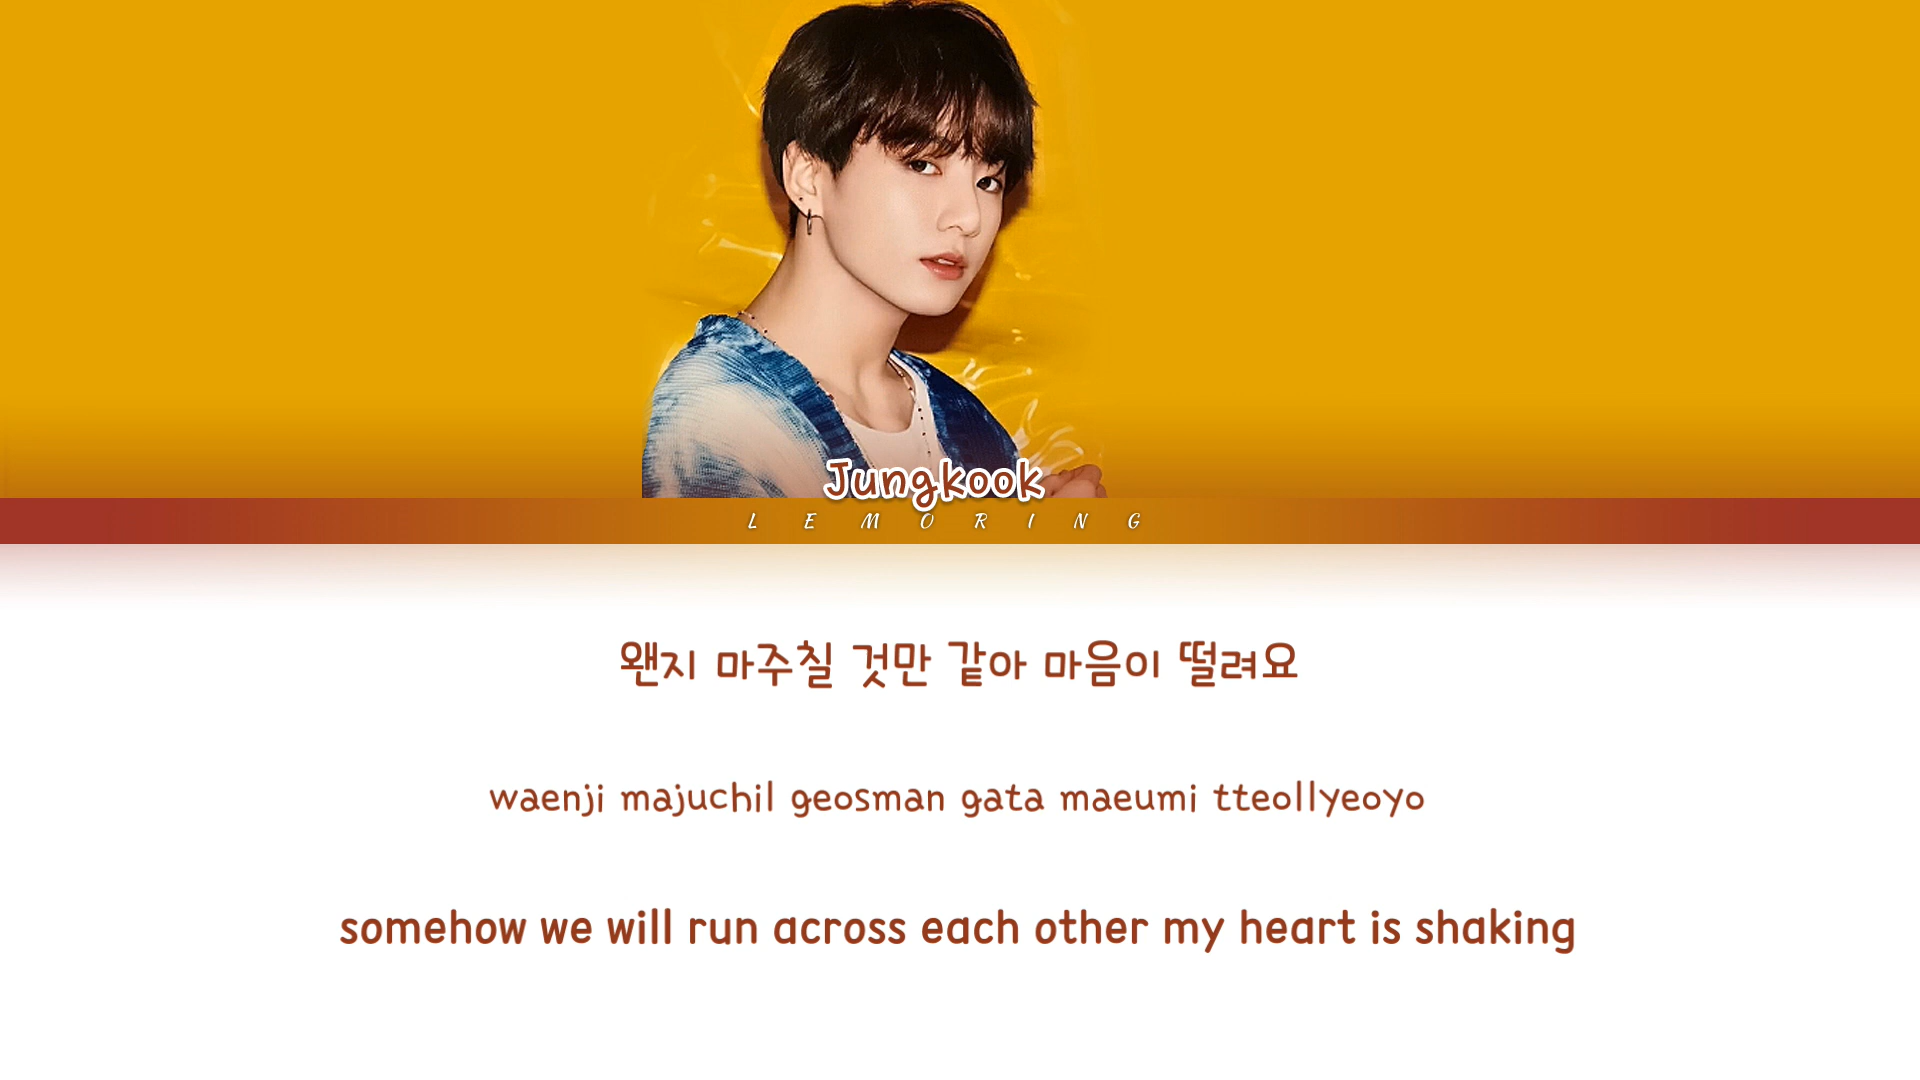 Jungkook
LEMORING
왠지 마주칠 것만 같아 마음이 떨려요
waenji majuchil geosman gata maeumi tteollyeoyo
somehow we will run across each other my heart is shaking